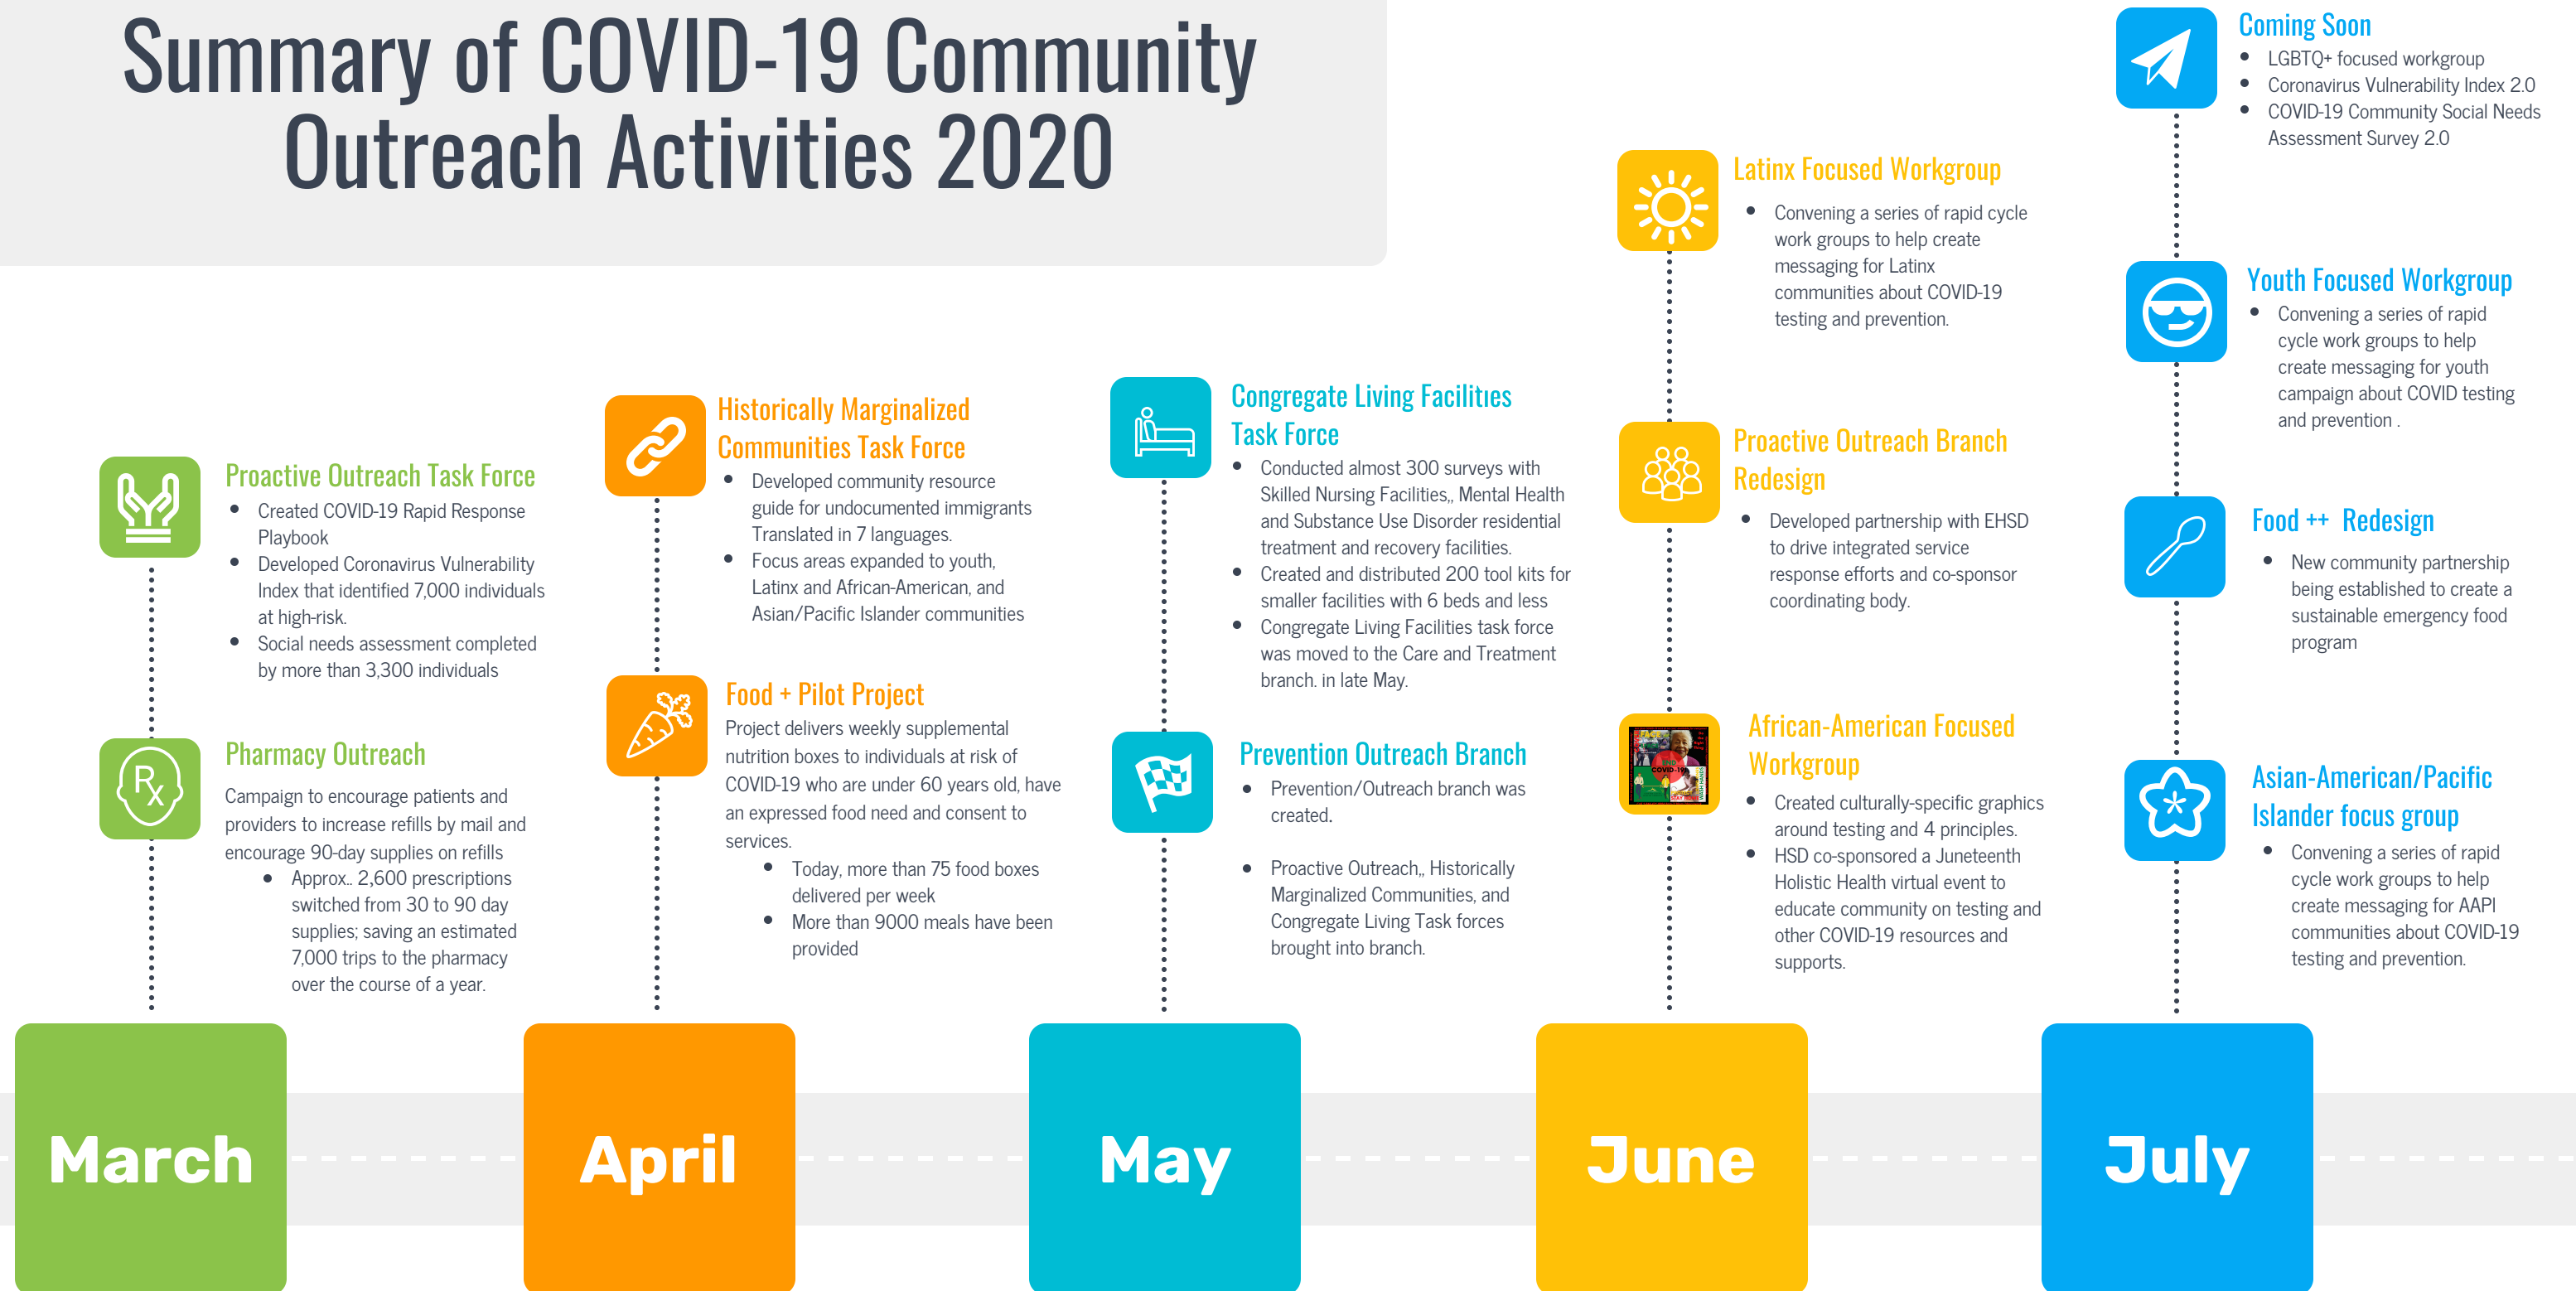 Summary of COVID-19 Community
Outreach Activities 2020
Proactive Outreach Task Force
Created COVID-19 Rapid Response
Playbook
Developed Coronavirus Vulnerability
Index that identified 7,000 individuals
at high-risk.
Social needs assessment completed
by more than 3,300 individuals
Pharmacy Outreach
Campaign to encourage patients and
providers to increase refills by mail and
encourage 90-day supplies on refills
Approx.. 2,600 prescriptions
switched from 30 to 90 day
supplies; saving an estimated
7,000 trips to the pharmacy
over the course of a year.
Rx
March
Historically Marginalized
Communities Task Force
Developed community resource
guide for undocumented immigrants
Translated in 7 languages.
Focus areas expanded to youth,
Latinx and African-American, and
Asian/Pacific Islander communities
Food + Pilot Project
Project delivers weekly supplemental
nutrition boxes to individuals at risk of
COVID-19 who are under 60 years old, have
an expressed food need and consent to
services.
Today, more than 75 food boxes
delivered per week
More than 9000 meals have been
provided
April
Congregate Living Facilities
Task Force
Conducted almost 300 surveys with
Skilled Nursing Facilities,, Mental Health
and Substance Use Disorder residential
treatment and recovery facilities.
Created and distributed 200 tool kits for
smaller facilities with 6 beds and less
Congregate Living Facilities task force
was moved to the Care and Treatment
branch. in late May.
Prevention Outreach Branch
Prevention/Outreach branch was
created.
Proactive Outreach,, Historically
Marginalized Communities, and
Congregate Living Task forces
brought into branch.
May
Latinx Focused Workgroup
Convening a series of rapid cycle
work groups to help create
messaging for Latinx
communities about COVID-19
testing and prevention.
Proactive Outreach Branch
Redesign
Developed partnership with EHSD
to drive integrated service
response efforts and co-sponsor
coordinating body.
African-American Focused
Workgroup
Created culturally-specific graphics
around testing and 4 principles.
HSD co-sponsored a Juneteenth
Holistic Health virtual event to
educate community on testing and
other COVID-19 resources and
supports.
COVID-19
June
Coming Soon
LGBTQ+ focused workgroup
Coronavirus Vulnerability Index 2.0
COVID-19 Community Social Needs
Assessment Survey 2.0
Youth Focused Workgroup
Convening a series of rapid
cycle work groups to help
create messaging for youth
campaign about COVID testing
and prevention .
Food ++ Redesign
New community partnership
being established to create a
sustainable emergency food
program
Asian-American/Pacific
Islander focus group
Convening a series of rapid
cycle work groups to help
create messaging for AAPI
communities about COVID-19
testing and prevention.
July